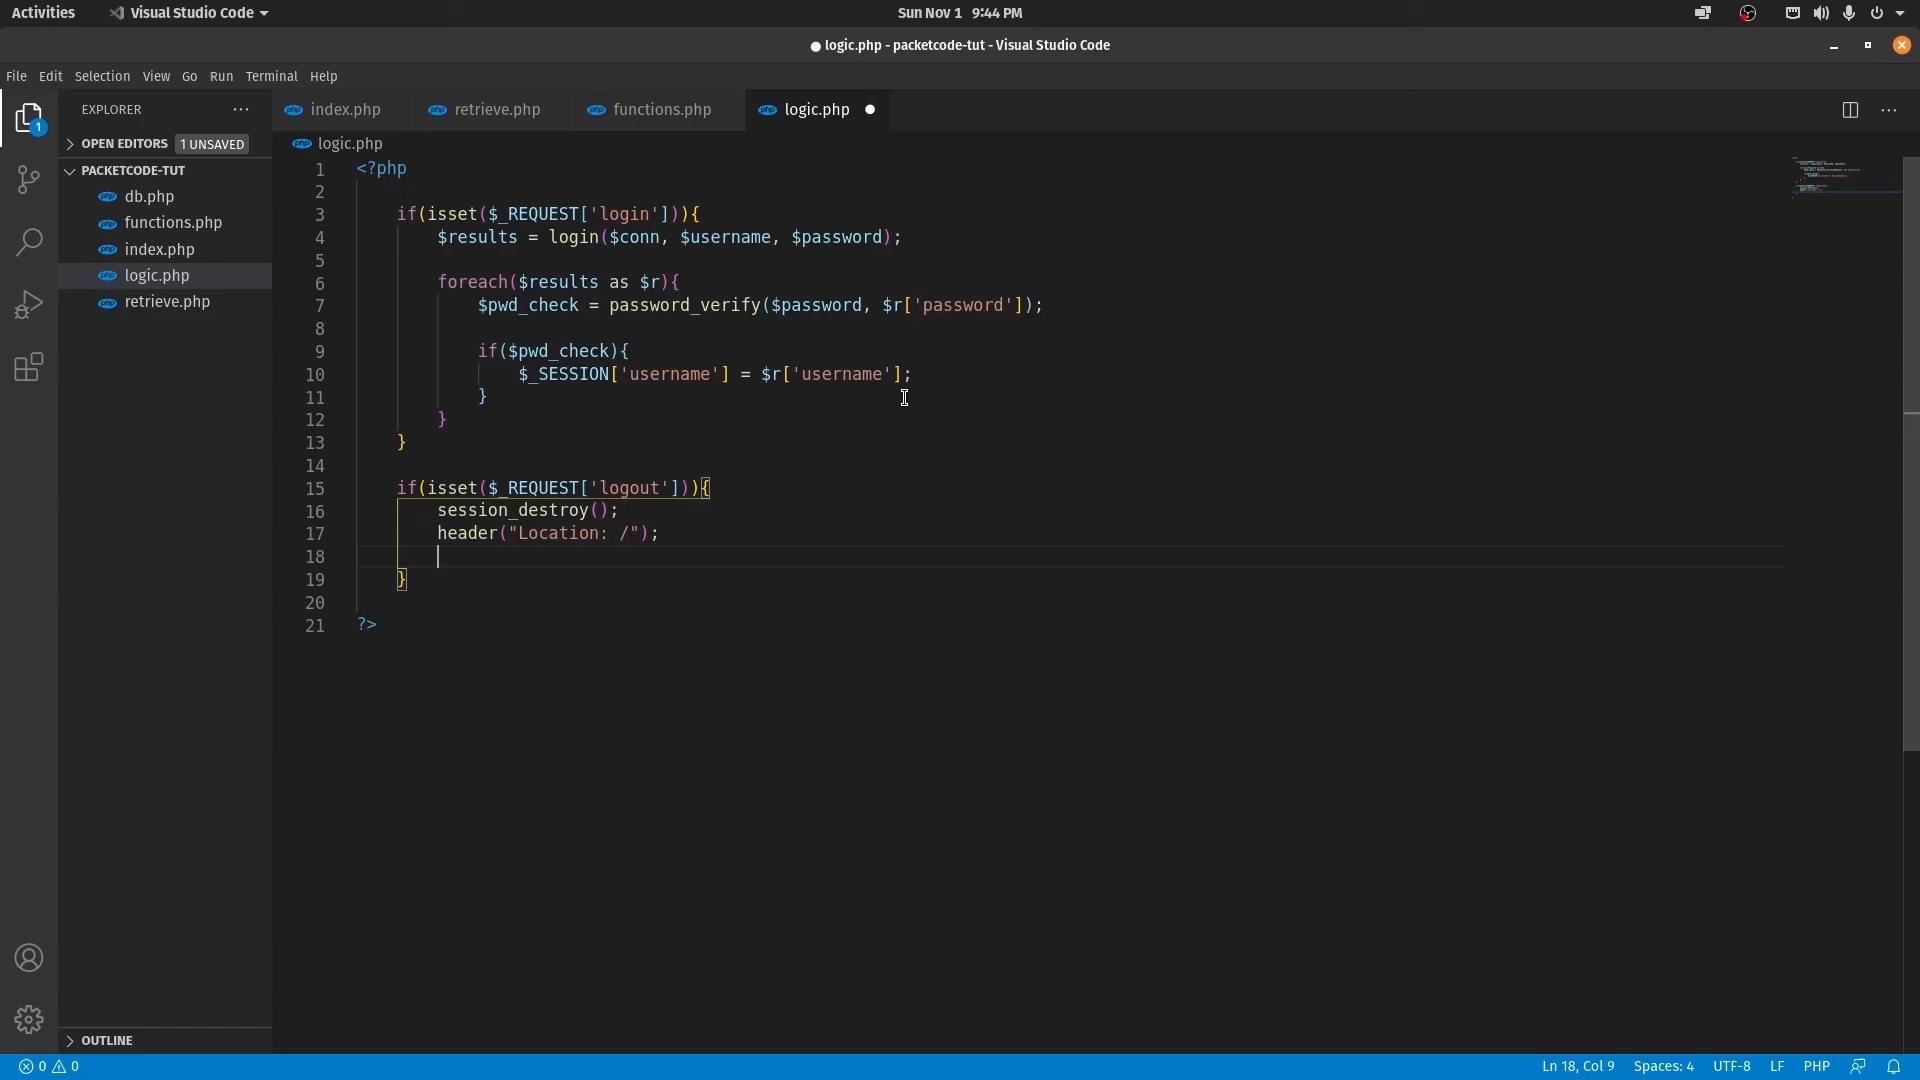 Activities
Visual Studio Code
Sun Nov 1 9:44 PM
● logic.php - packetcode-tut - Visual Studio Code
File Edit Selection View Go Run Terminal Help
EXPLORER
···
index.php
retrieve.php
functions.php
logic.php ●
···
1
OPEN EDITORS
1 UNSAVED
PACKETCODE-TUT
db.php
functions.php
index.php
logic.php
retrieve.php
OUTLINE
logic.php
1 <?php
2
3 if(isset($_REQUEST['login'])){
4 $results = login($conn, $username, $password);
5
6 foreach($results as $r){
7 $pwd_check = password_verify($password, $r['password']);
8
9 if($pwd_check){
10 $_SESSION['username'] = $r['username'];
11 }
12 }
13 }
14
15 if(isset($_REQUEST['logout'])){
16 session_destroy();
17 header("Location: /");
18
19 }
20
21 ?>
0 0
Ln 18, Col 9
Spaces: 4
UTF-8
LF
PHP